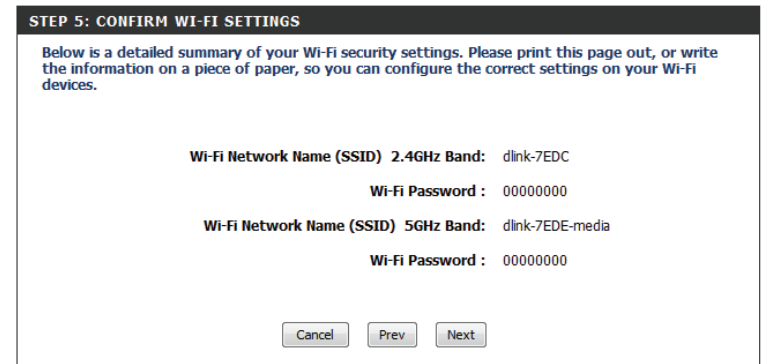 STEP 5: CONFIRM WI-FI SETTINGS
Below is a detailed summary of your Wi-Fi security settings. Please print this page out, or write
the information on a piece of paper, so you can configure the correct settings on your Wi-Fi
devices.
Wi-Fi Network Name (SSID) 2.4GHz Band: dlink-7EDC
Wi-Fi Password : 00000000
Wi-Fi Network Name (SSID) 5GHz Band: dlink-7EDE-media
Wi-Fi Password : 00000000
Cancel Prev Next